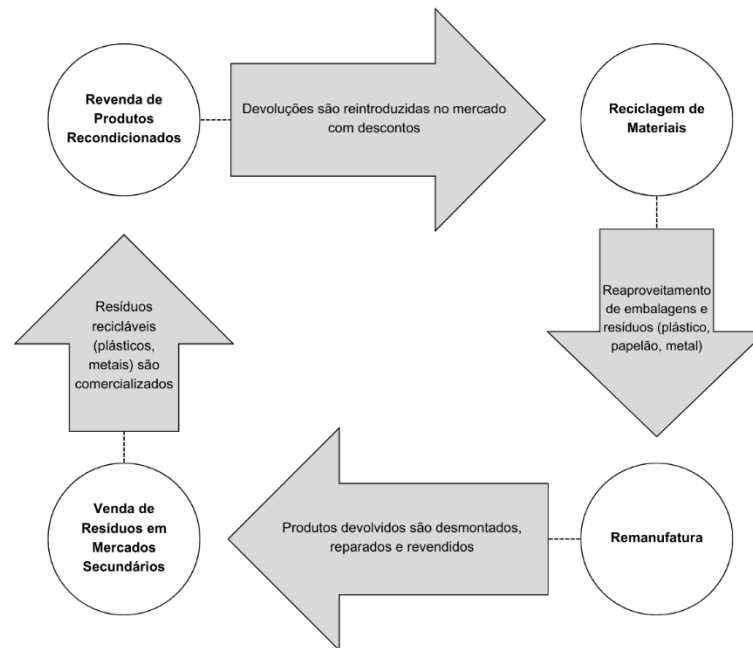 Revenda de
Produtos
Recondicionados
Devoluções são reintroduzidas no mercado
com descontos
Reciclagem de
Materiais
Reaproveitamento
de embalagens e
resíduos (plástico,
papelão, metal)
Remanufatura
Produtos devolvidos são desmontados,
reparados e revendidos
Venda de
Resíduos em
Mercados
Secundários
Resíduos
recicláveis
(plásticos,
metais) são
comercializados